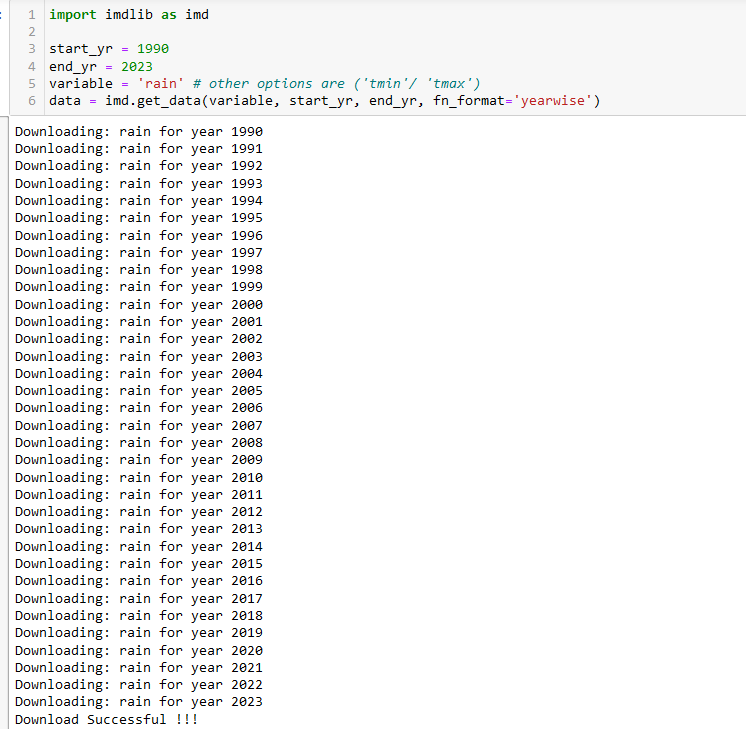 1 import imdlib as imd
2
3 start_yr = 1990
4 end_yr = 2023
5 variable = 'rain' # other options are ('tmin'/ 'tmax')
6 data = imd.get_data(variable, start_yr, end_yr, fn_format='yearwise')
Downloading: rain for year 1990
Downloading: rain for year 1991
Downloading: rain for year 1992
Downloading: rain for year 1993
Downloading: rain for year 1994
Downloading: rain for year 1995
Downloading: rain for year 1996
Downloading: rain for year 1997
Downloading: rain for year 1998
Downloading: rain for year 1999
Downloading: rain for year 2000
Downloading: rain for year 2001
Downloading: rain for year 2002
Downloading: rain for year 2003
Downloading: rain for year 2004
Downloading: rain for year 2005
Downloading: rain for year 2006
Downloading: rain for year 2007
Downloading: rain for year 2008
Downloading: rain for year 2009
Downloading: rain for year 2010
Downloading: rain for year 2011
Downloading: rain for year 2012
Downloading: rain for year 2013
Downloading: rain for year 2014
Downloading: rain for year 2015
Downloading: rain for year 2016
Downloading: rain for year 2017
Downloading: rain for year 2018
Downloading: rain for year 2019
Downloading: rain for year 2020
Downloading: rain for year 2021
Downloading: rain for year 2022
Downloading: rain for year 2023
Download Successful !!!